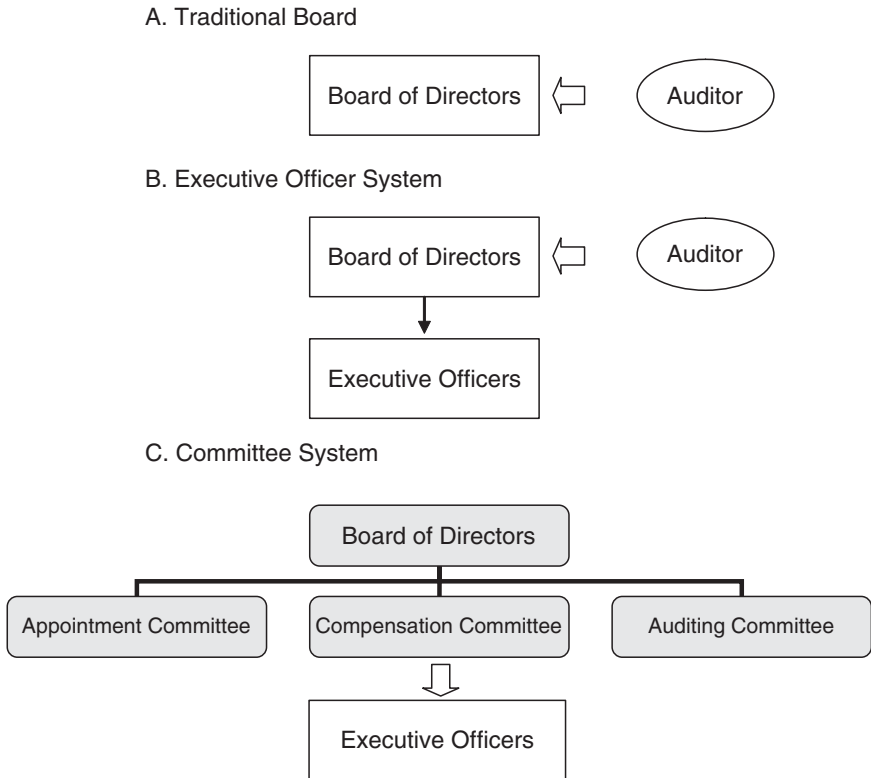 A. Traditional Board
Board of Directors
Auditor
B. Executive Officer System
Board of Directors
Auditor
Executive Officers
C. Committee System
Board of Directors
Appointment Committee
Compensation Committee
Auditing Committee
Executive Officers